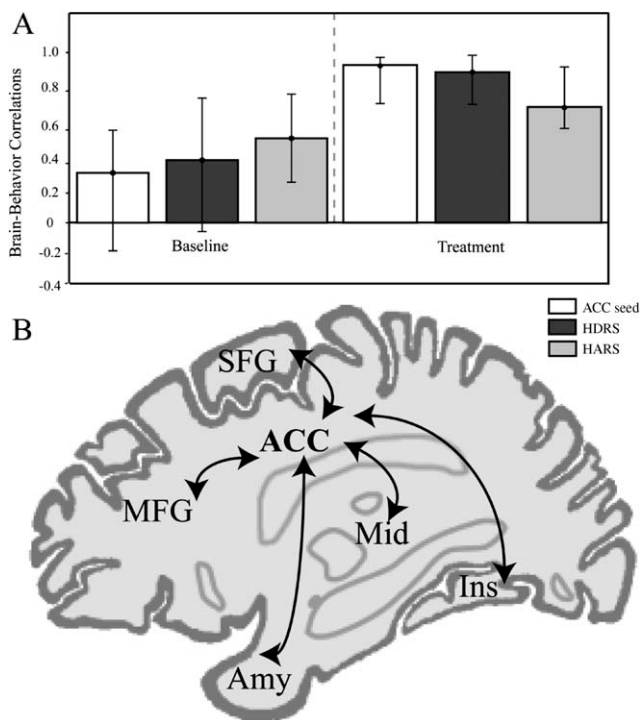 A
Brain-Behavior Correlations
1.0
0.8
0.6
0.4
0.2
0
-0.2
-0.4
Baseline
Treatment
ACC seed
HDRS
HARS
B
SFG
ACC
MFG
Mid
Ins
Amy